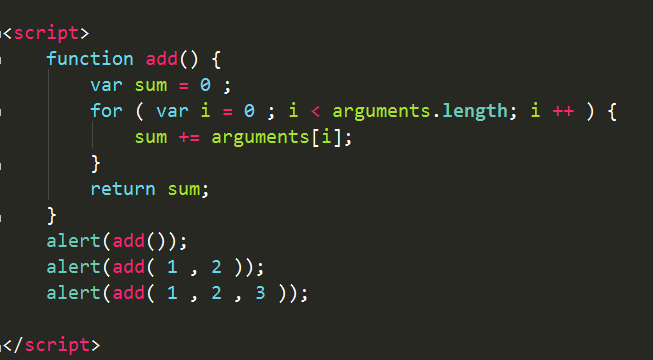 <script>
function add() {
var sum = 0 ;
for ( var i = 0 ; i < arguments.length; i ++ ) {
sum += arguments[i];
}
return sum;
}
alert(add());
alert(add( 1 , 2 ));
alert(add( 1 , 2 , 3 ));
</script>